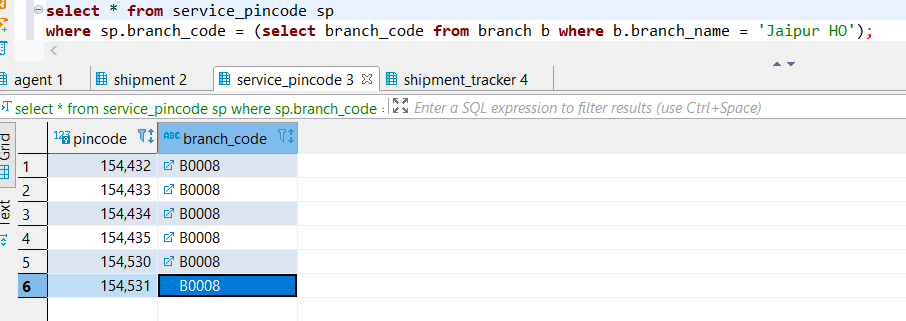 select * from service_pincode sp
where sp.branch_code = (select branch_code from branch b where b.branch_name = 'Jaipur HO');
agent 1 shipment 2 service_pincode 3 shipment_tracker 4
select * from service_pincode sp where sp.branch_code = Enter a SQL expression to filter results (use Ctrl+Space)
Grid
Text
123 pincode ABC branch_code
1 154,432 B0008
2 154,433 B0008
3 154,434 B0008
4 154,435 B0008
5 154,530 B0008
6 154,531 B0008